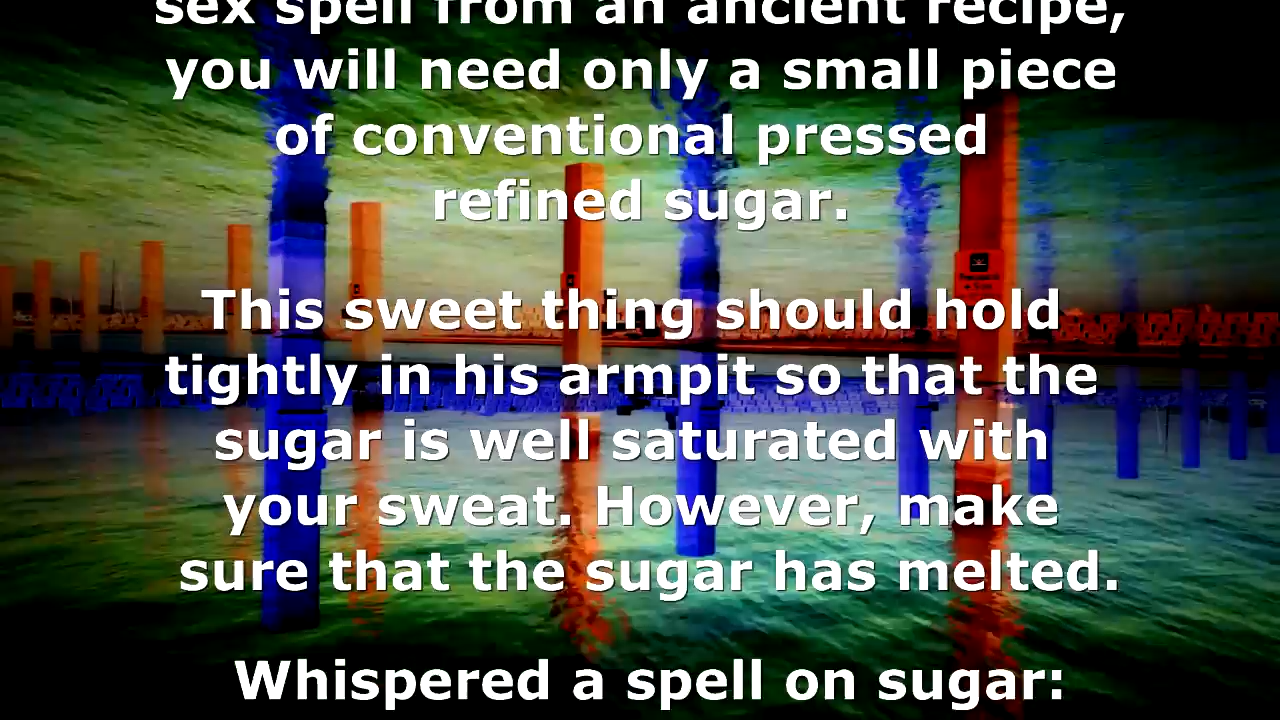 sex spell from an ancient recipe,
you will need only a small piece
of conventional pressed
refined sugar.
This sweet thing should hold
tightly in his armpit so that the
sugar is well saturated with
your sweat. However, make
sure that the sugar has melted.
Whispered a spell on sugar: